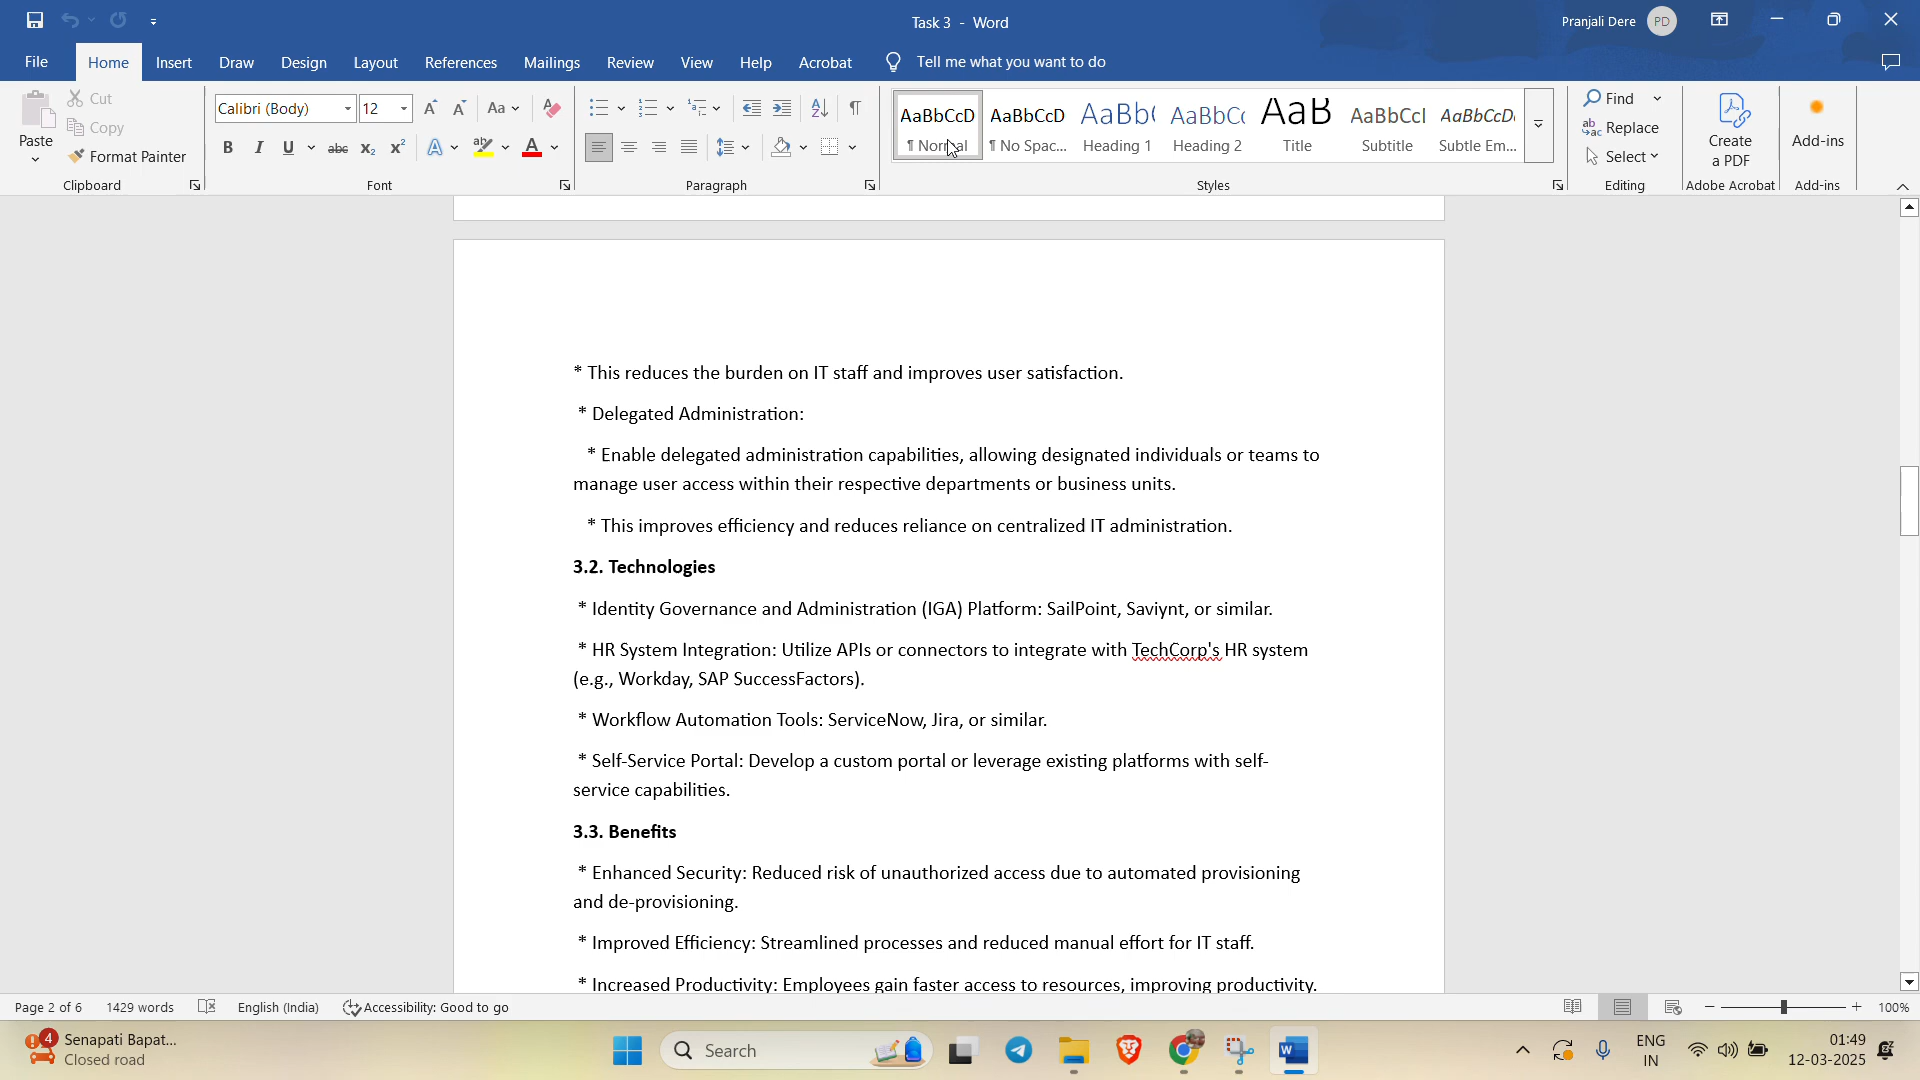 Task 3 - Word
Pranjali Dere
PD
File
Home
Insert
Draw
Design
Layout
References
Mailings
Review
View
Help
Acrobat
Tell me what you want to do
Paste
Cut
Copy
Format Painter
Clipboard
Calibri (Body)
12
Aa
B I U abc x₂ x² A A
Font
Paragraph
AaBbCcD
¶ Normal
AaBbCcD
¶ No Spac...
AaBb(
Heading 1
AaBbCc
Heading 2
AaB
Title
AaBbCcl
Subtitle
AaBbCcD
Subtle Em...
Styles
Find
Replace
Select
Editing
Create
a PDF
Adobe Acrobat
Add-ins
Add-ins
* This reduces the burden on IT staff and improves user satisfaction.
* Delegated Administration:
* Enable delegated administration capabilities, allowing designated individuals or teams to
manage user access within their respective departments or business units.
* This improves efficiency and reduces reliance on centralized IT administration.
3.2. Technologies
* Identity Governance and Administration (IGA) Platform: SailPoint, Saviynt, or similar.
* HR System Integration: Utilize APIs or connectors to integrate with TechCorp's HR system
(e.g., Workday, SAP SuccessFactors).
* Workflow Automation Tools: ServiceNow, Jira, or similar.
* Self-Service Portal: Develop a custom portal or leverage existing platforms with self-
service capabilities.
3.3. Benefits
* Enhanced Security: Reduced risk of unauthorized access due to automated provisioning
and de-provisioning.
* Improved Efficiency: Streamlined processes and reduced manual effort for IT staff.
* Increased Productivity: Employees gain faster access to resources, improving productivity.
Page 2 of 6
1429 words
English (India)
Accessibility: Good to go
100%
4
Senapati Bapat...
Closed road
Search
ENG
IN
01:49
12-03-2025